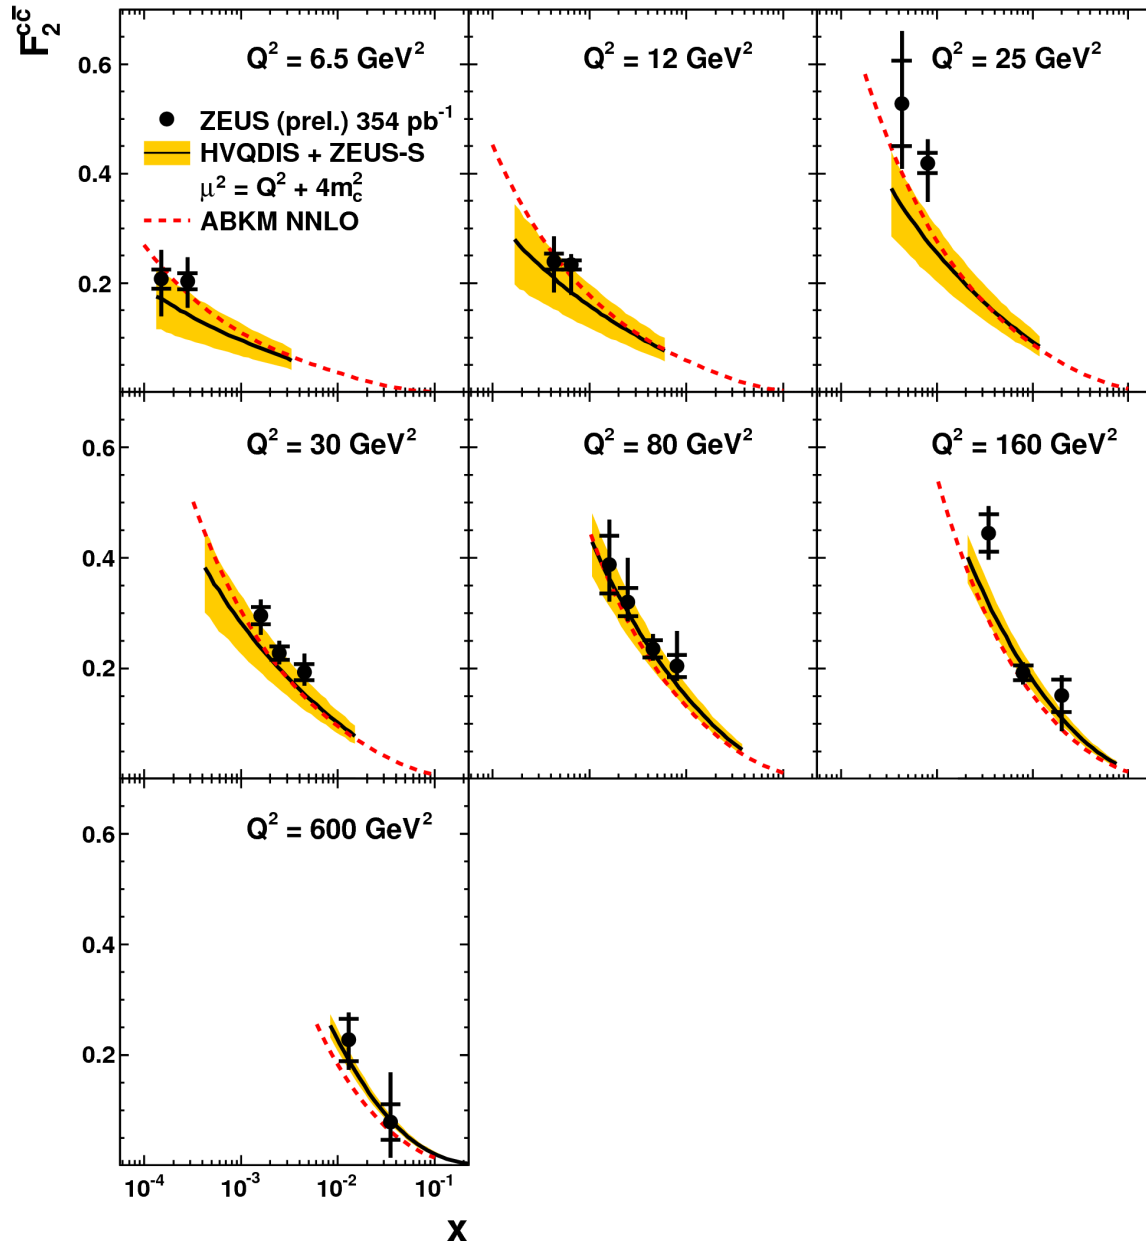 F₂^cc̄
Q² = 6.5 GeV²
Q² = 12 GeV²
Q² = 25 GeV²
ZEUS (prel.) 354 pb⁻¹
HVQDIS + ZEUS-S
μ² = Q² + 4m_c²
ABKM NNLO
0.6
0.4
0.2
Q² = 30 GeV²
Q² = 80 GeV²
Q² = 160 GeV²
0.6
0.4
0.2
Q² = 600 GeV²
0.6
0.4
0.2
10⁻⁴ 10⁻³ 10⁻² 10⁻¹
x